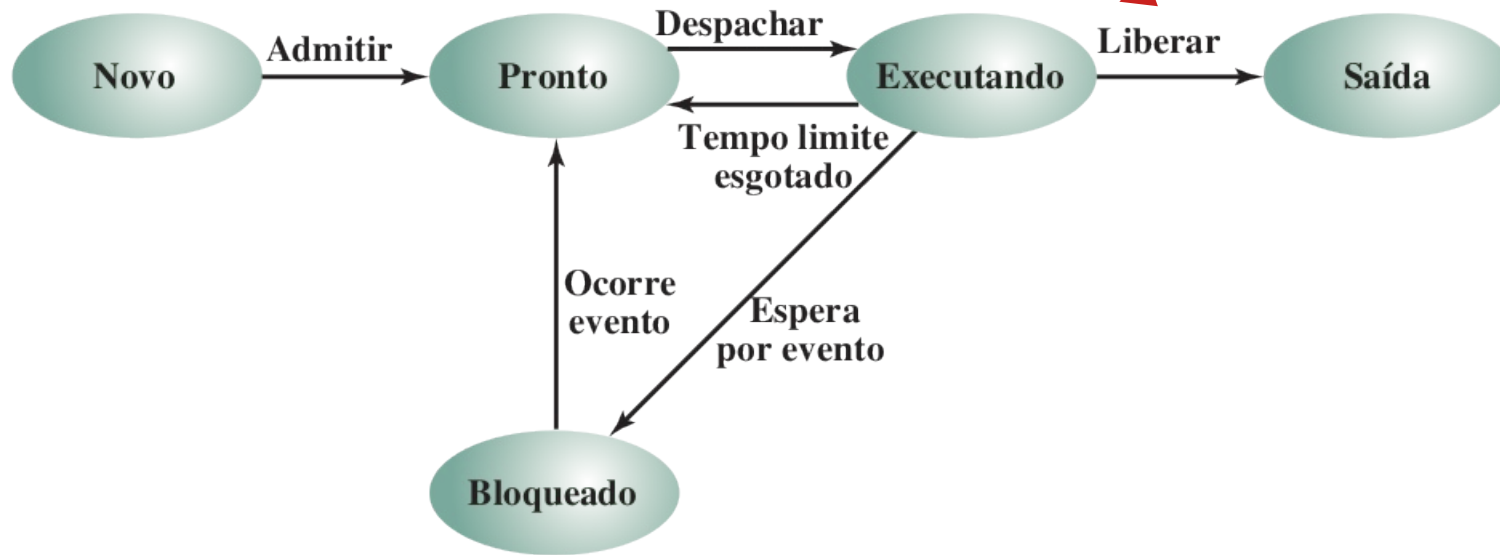 Despachar
Admitir
Liberar
Novo
Pronto
Executando
Saída
Tempo limite
esgotado
Ocorre
evento
Espera
por evento
Bloqueado